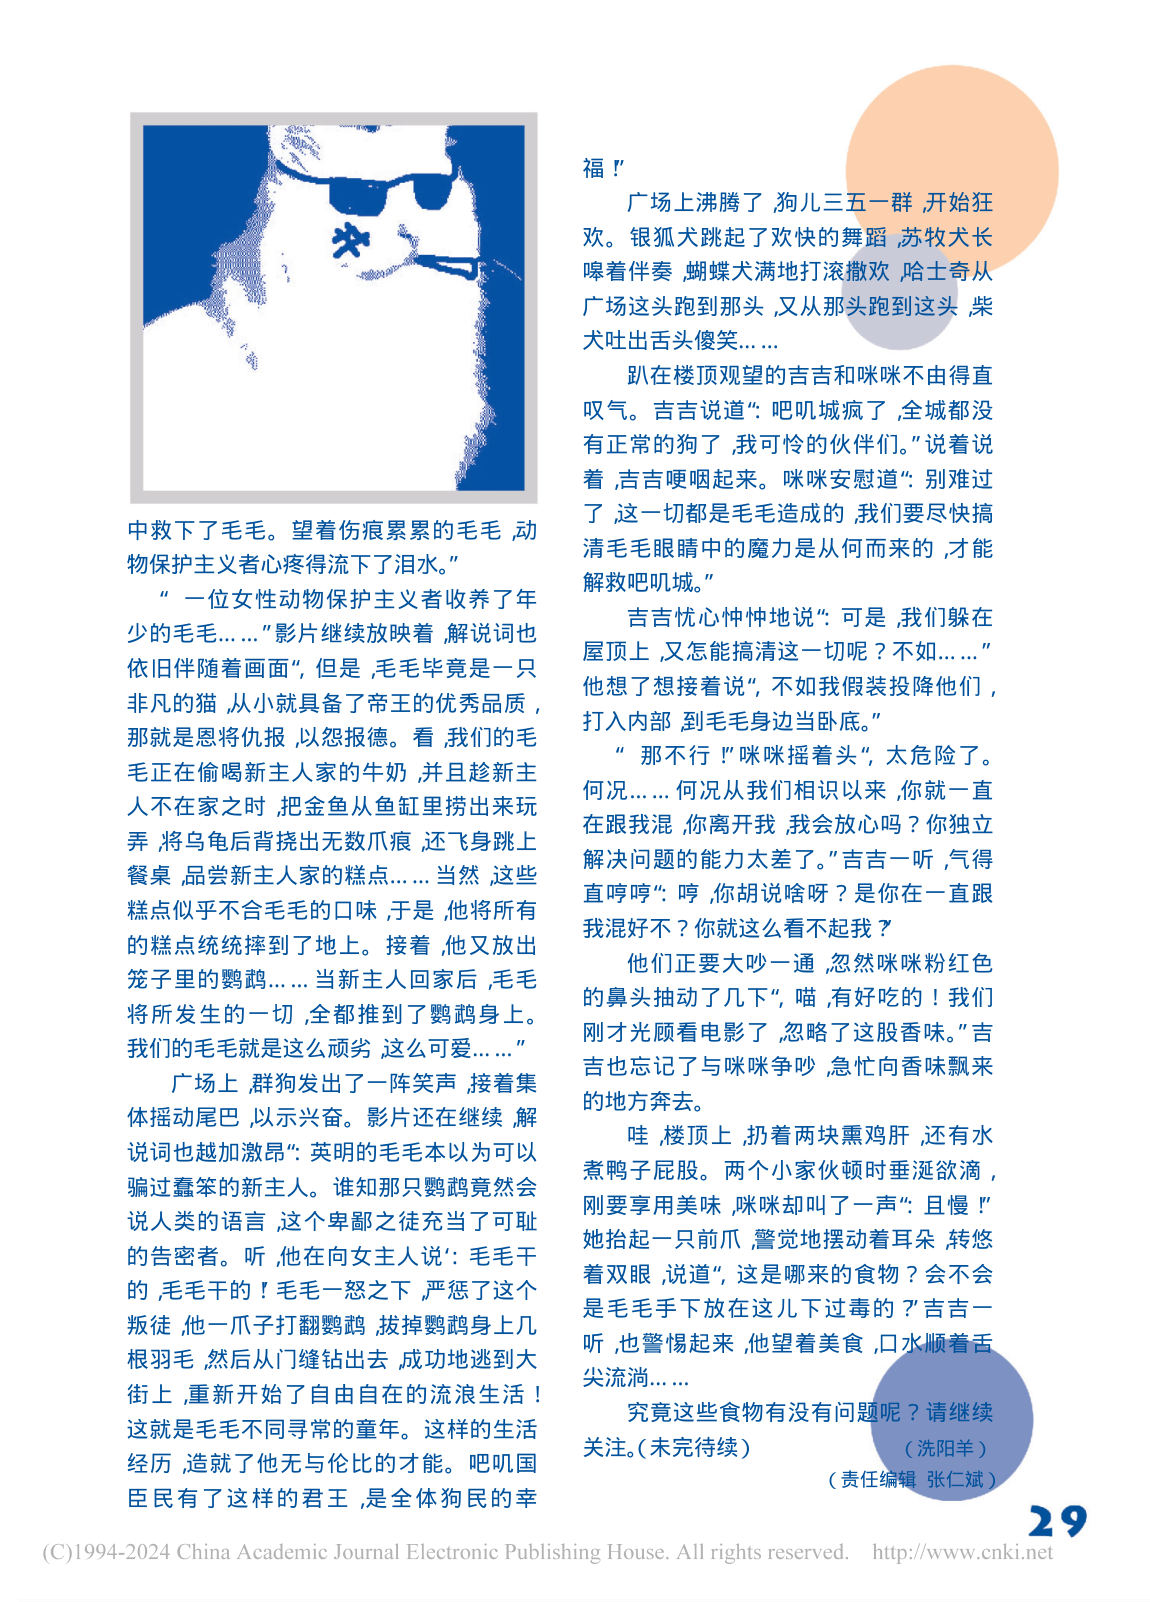 中救下了毛毛。望着伤痕累累的毛毛,动
物保护主义者心疼得流下了泪水。”
“一位女性动物保护主义者收养了年
少的毛毛……”影片继续放映着,解说词也
依旧伴随着画面“,但是,毛毛毕竟是一只
非凡的猫,从小就具备了帝王的优秀品质,
那就是恩将仇报,以怨报德。看,我们的毛
毛正在偷喝新主人家的牛奶,并且趁新主
人不在家之时,把金鱼从鱼缸里捞出来玩
弄,将乌龟后背挠出无数爪痕,还飞身跳上
餐桌,品尝新主人家的糕点……当然,这些
糕点似乎不合毛毛的口味,于是,他将所有
的糕点统统摔到了地上。接着,他又放出
笼子里的鹦鹉……当新主人回家后,毛毛
将所发生的一切,全都推到了鹦鹉身上。
我们的毛毛就是这么顽劣,这么可爱……”
广场上,群狗发出了一阵笑声,接着集
体摇动尾巴,以示兴奋。影片还在继续,解
说词也越加激昂“:英明的毛毛本以为可以
骗过蠢笨的新主人。谁知那只鹦鹉竟然会
说人类的语言,这个卑鄙之徒充当了可耻
的告密者。听,他在向女主人说‘:毛毛干
的,毛毛干的!’毛毛一怒之下,严惩了这个
叛徒,他一爪子打翻鹦鹉,拔掉鹦鹉身上几
根羽毛,然后从门缝钻出去,成功地逃到大
街上,重新开始了自由自在的流浪生活!
这就是毛毛不同寻常的童年。这样的生活
经历,造就了他无与伦比的才能。吧叽国
臣民有了这样的君王,是全体狗民的幸
福!”
广场上沸腾了,狗儿三五一群,开始狂
欢。银狐犬跳起了欢快的舞蹈,苏牧犬长
嗥着伴奏,蝴蝶犬满地打滚撒欢,哈士奇从
广场这头跑到那头,又从那头跑到这头,柴
犬吐出舌头傻笑……
趴在楼顶观望的吉吉和咪咪不由得直
叹气。吉吉说道“:吧叽城疯了,全城都没
有正常的狗了,我可怜的伙伴们。”说着说
着,吉吉哽咽起来。咪咪安慰道“:别难过
了,这一切都是毛毛造成的,我们要尽快搞
清毛毛眼睛中的魔力是从何而来的,才能
解救吧叽城。”
吉吉忧心忡忡地说“:可是,我们躲在
屋顶上,又怎能搞清这一切呢?不如……”
他想了想接着说“,不如我假装投降他们,
打入内部,到毛毛身边当卧底。”
“那不行!”咪咪摇着头“,太危险了。
何况……何况从我们相识以来,你就一直
在跟我混,你离开我,我会放心吗?你独立
解决问题的能力太差了。”吉吉一听,气得
直哼哼“:哼,你胡说啥呀?是你在一直跟
我混好不?你就这么看不起我?”
他们正要大吵一通,忽然咪咪粉红色
的鼻头抽动了几下“,喵,有好吃的!我们
刚才光顾看电影了,忽略了这股香味。”吉
吉也忘记了与咪咪争吵,急忙向香味飘来
的地方奔去。
哇,楼顶上,扔着两块熏鸡肝,还有水
煮鸭子屁股。两个小家伙顿时垂涎欲滴,
刚要享用美味,咪咪却叫了一声“:且慢!”
她抬起一只前爪,警觉地摆动着耳朵,转悠
着双眼,说道“,这是哪来的食物?会不会
是毛毛手下放在这儿下过毒的?”吉吉一
听,也警惕起来,他望着美食,口水顺着舌
尖流淌……
究竟这些食物有没有问题呢?请继续
关注。(未完待续) (洗阳羊)
(责任编辑 张仁斌)
29
(C)1994-2024 China Academic Journal Electronic Publishing House. All rights reserved. http://www.cnki.net